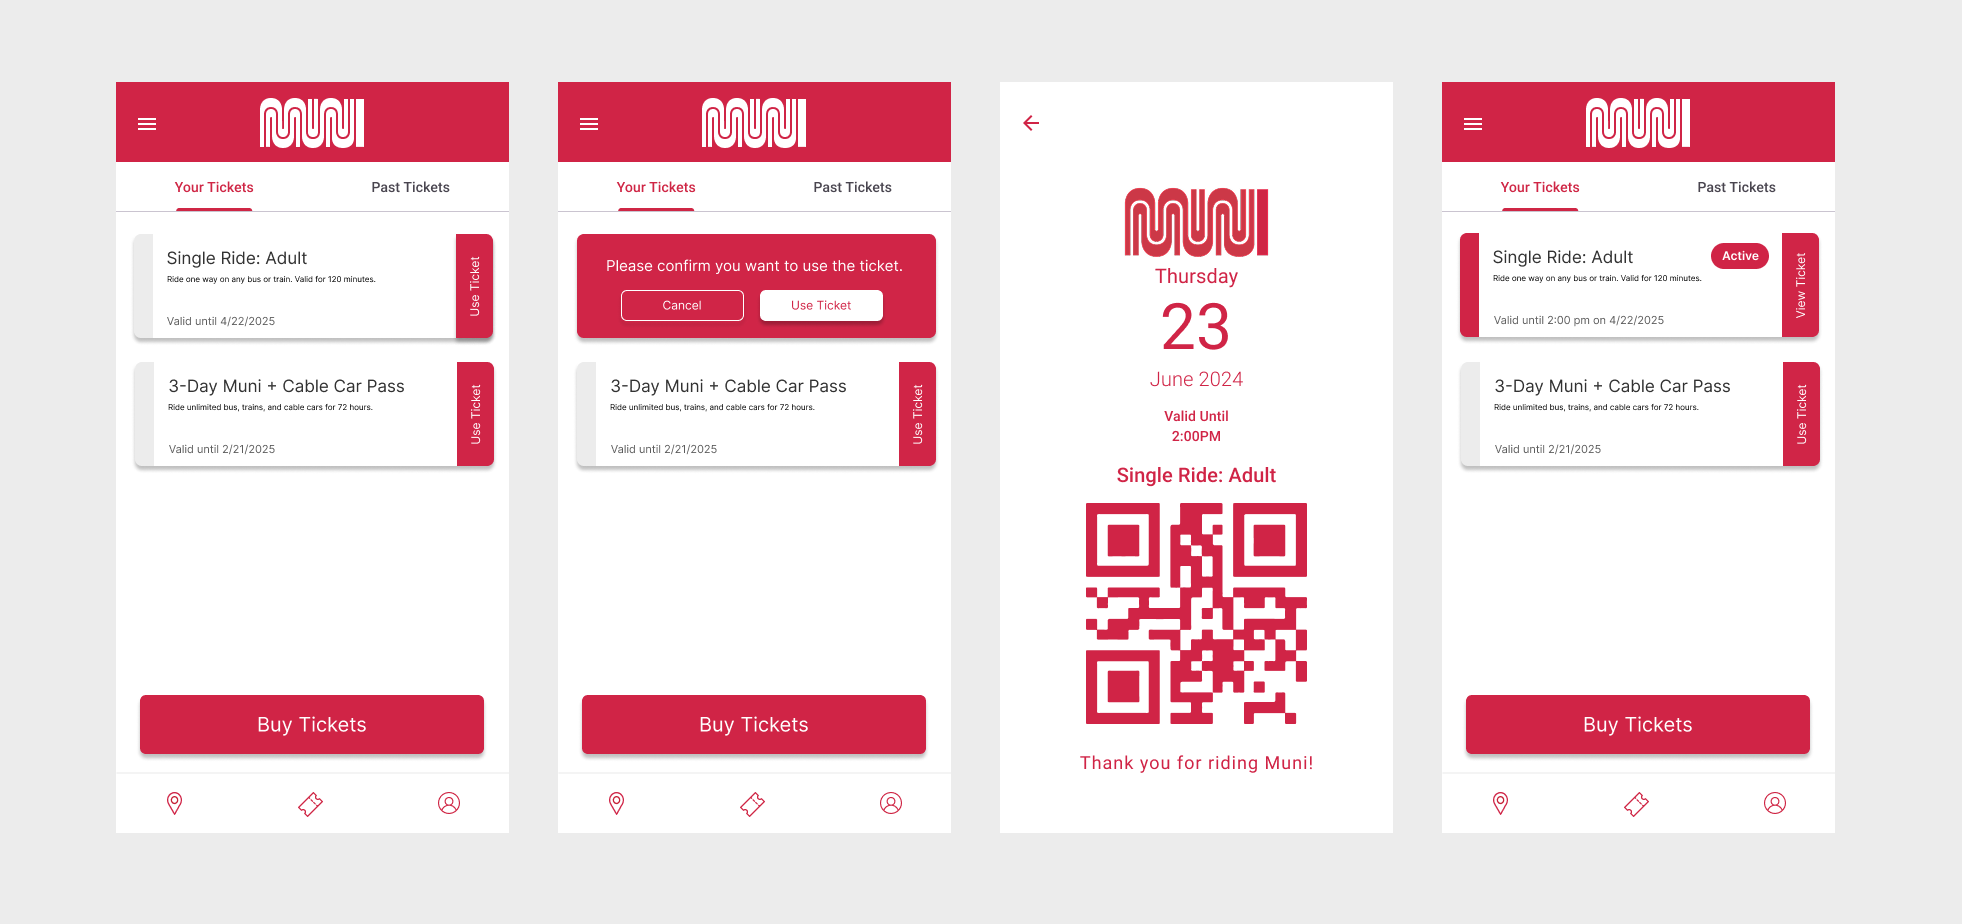 MUNI
Your Tickets
Past Tickets
Single Ride: Adult
Ride one way on any bus or train. Valid for 120 minutes.
Valid until 4/22/2025
Use Ticket
3-Day Muni + Cable Car Pass
Ride unlimited bus, trains, and cable cars for 72 hours.
Valid until 2/21/2025
Use Ticket
Buy Tickets
MUNI
Your Tickets
Past Tickets
Please confirm you want to use the ticket.
Cancel
Use Ticket
3-Day Muni + Cable Car Pass
Ride unlimited bus, trains, and cable cars for 72 hours.
Valid until 2/21/2025
Use Ticket
Buy Tickets
MUNI
Thursday
23
June 2024
Valid Until
2:00PM
Single Ride: Adult
Thank you for riding Muni!
MUNI
Your Tickets
Past Tickets
Single Ride: Adult
Active
Ride one way on any bus or train. Valid for 120 minutes.
Valid until 2:00 pm on 4/22/2025
View Ticket
3-Day Muni + Cable Car Pass
Ride unlimited bus, trains, and cable cars for 72 hours.
Valid until 2/21/2025
Use Ticket
Buy Tickets